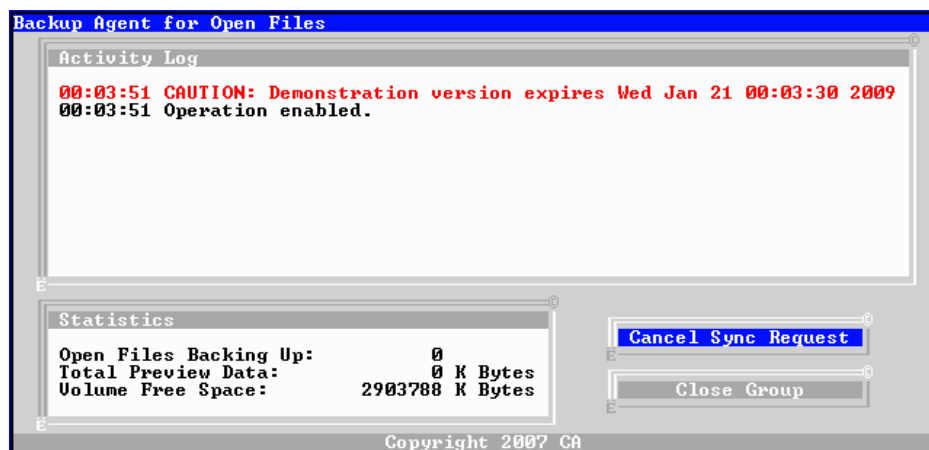 Backup Agent for Open Files
Activity Log
00:03:51 CAUTION: Demonstration version expires Wed Jan 21 00:03:30 2009
00:03:51 Operation enabled.
Statistics
Open Files Backing Up: 0
Total Preview Data: 0 K Bytes
Volume Free Space: 2903788 K Bytes
Cancel Sync Request
Close Group
Copyright 2007 CA